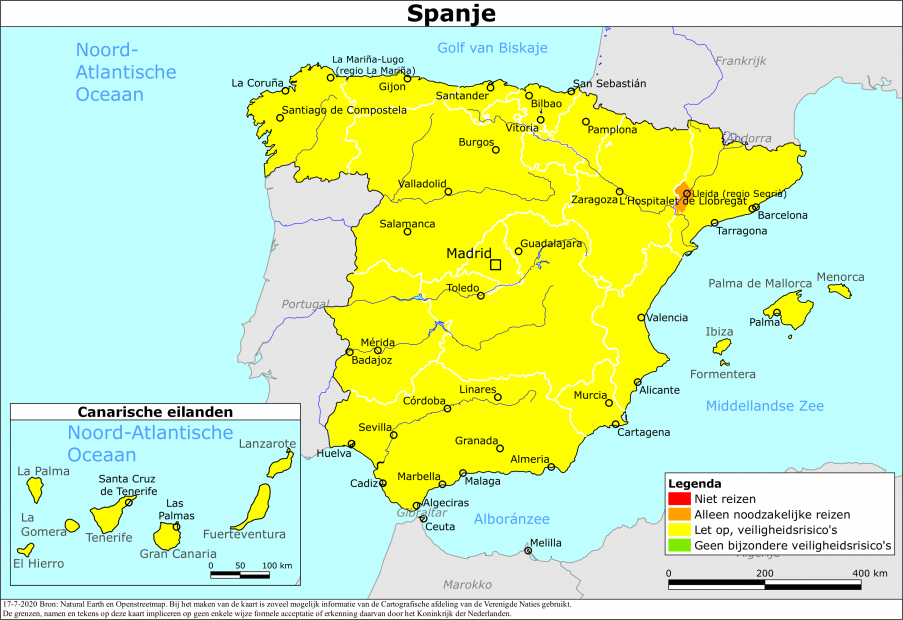 Spanje
Noord-
Atlantische
Oceaan
Golf van Biskaje
Frankrijk
La Mariña-Lugo
(regio La Mariña)
La Coruña
Gijon
Santander
San Sebastián
Bilbao
Santiago de Compostela
Vitoria
Pamplona
Andorra
Burgos
Valladolid
Zaragoza
Lleida (regio Segrià)
L'Hospitalet de Llobregat
Barcelona
Salamanca
Tarragona
Guadalajara
Madrid
Menorca
Palma de Mallorca
Toledo
Portugal
Valencia
Palma
Ibiza
Mérida
Badajoz
Formentera
Linares
Murcia
Alicante
Córdoba
Middellandse Zee
Canarische eilanden
Sevilla
Cartagena
Noord-Atlantische
Oceaan
Granada
Lanzarote
Huelva
Almeria
La Palma
Santa Cruz
de Tenerife
Cadiz
Marbella
Malaga
Legenda
Niet reizen
Alleen noodzakelijke reizen
Let op, veiligheidsrisico's
Geen bijzondere veiligheidsrisico's
Las
Palmas
Algeciras
Gibraltar
Ceuta
Alboránzee
La
Gomera
Tenerife
Fuerteventura
Melilla
Gran Canaria
El Hierro
Algerije
0 50 100 km
0 200 400 km
Marokko
17-7-2020 Bron: Natural Earth en Openstreetmap. Bij het maken van de kaart is zoveel mogelijk informatie van de Cartografische afdeling van de Verenigde Naties gebruikt.
De grenzen, namen en tekens op deze kaart impliceren op geen enkele wijze formele acceptatie of erkenning daarvan door het Koninkrijk der Nederlanden.